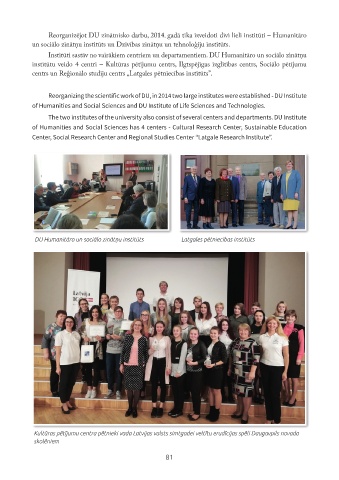 Reorganizējot DU zinātnisko darbu, 2014. gadā tika izveidoti divi lieli institūti – Humanitāro
un sociālo zinātņu institūts un Dzīvības zinātņu un tehnoloģiju institūts.
Institūti sastāv no vairākiem centriem un departamentiem. DU Humanitāro un sociālo zinātņu
institūtu veido 4 centri – Kultūras pētījumu centrs, Ilgtspējīgas izglītības centrs, Sociālo pētījumu
centrs un Reģionālo studiju centrs „Latgales pētniecības institūts”.
Reorganizing the scientific work of DU, in 2014 two large institutes were established - DU Institute
of Humanities and Social Sciences and DU Institute of Life Sciences and Technologies.
The two institutes of the university also consist of several centers and departments. DU Institute
of Humanities and Social Sciences has 4 centers - Cultural Research Center, Sustainable Education
Center, Social Research Center and Regional Studies Center “Latgale Research Institute”.
DU Humanitāro un sociālo zinātņu institūts
Latgales pētniecības institūts
Kultūras pētījumu centra pētnieki vada Latvijas valsts simtgadei veltītu erudīcijas spēli Daugavpils novada
skolēniem
81